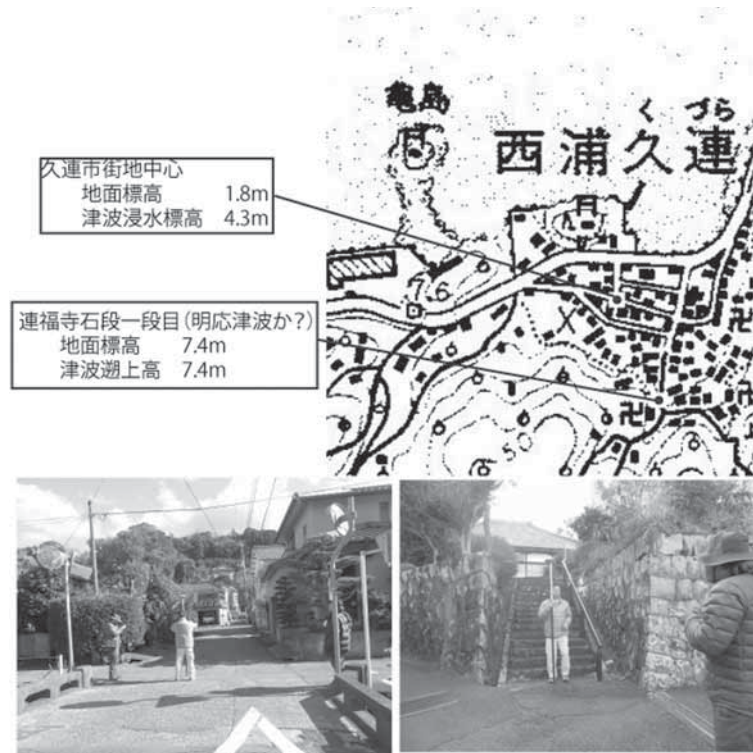 亀島
く づら
西浦久連
久連市街地中心
地面標高 1.8m
津波浸水標高 4.3m
7.6
連福寺石段一段目(明応津波か?)
地面標高 7.4m
津波遡上高 7.4m
50